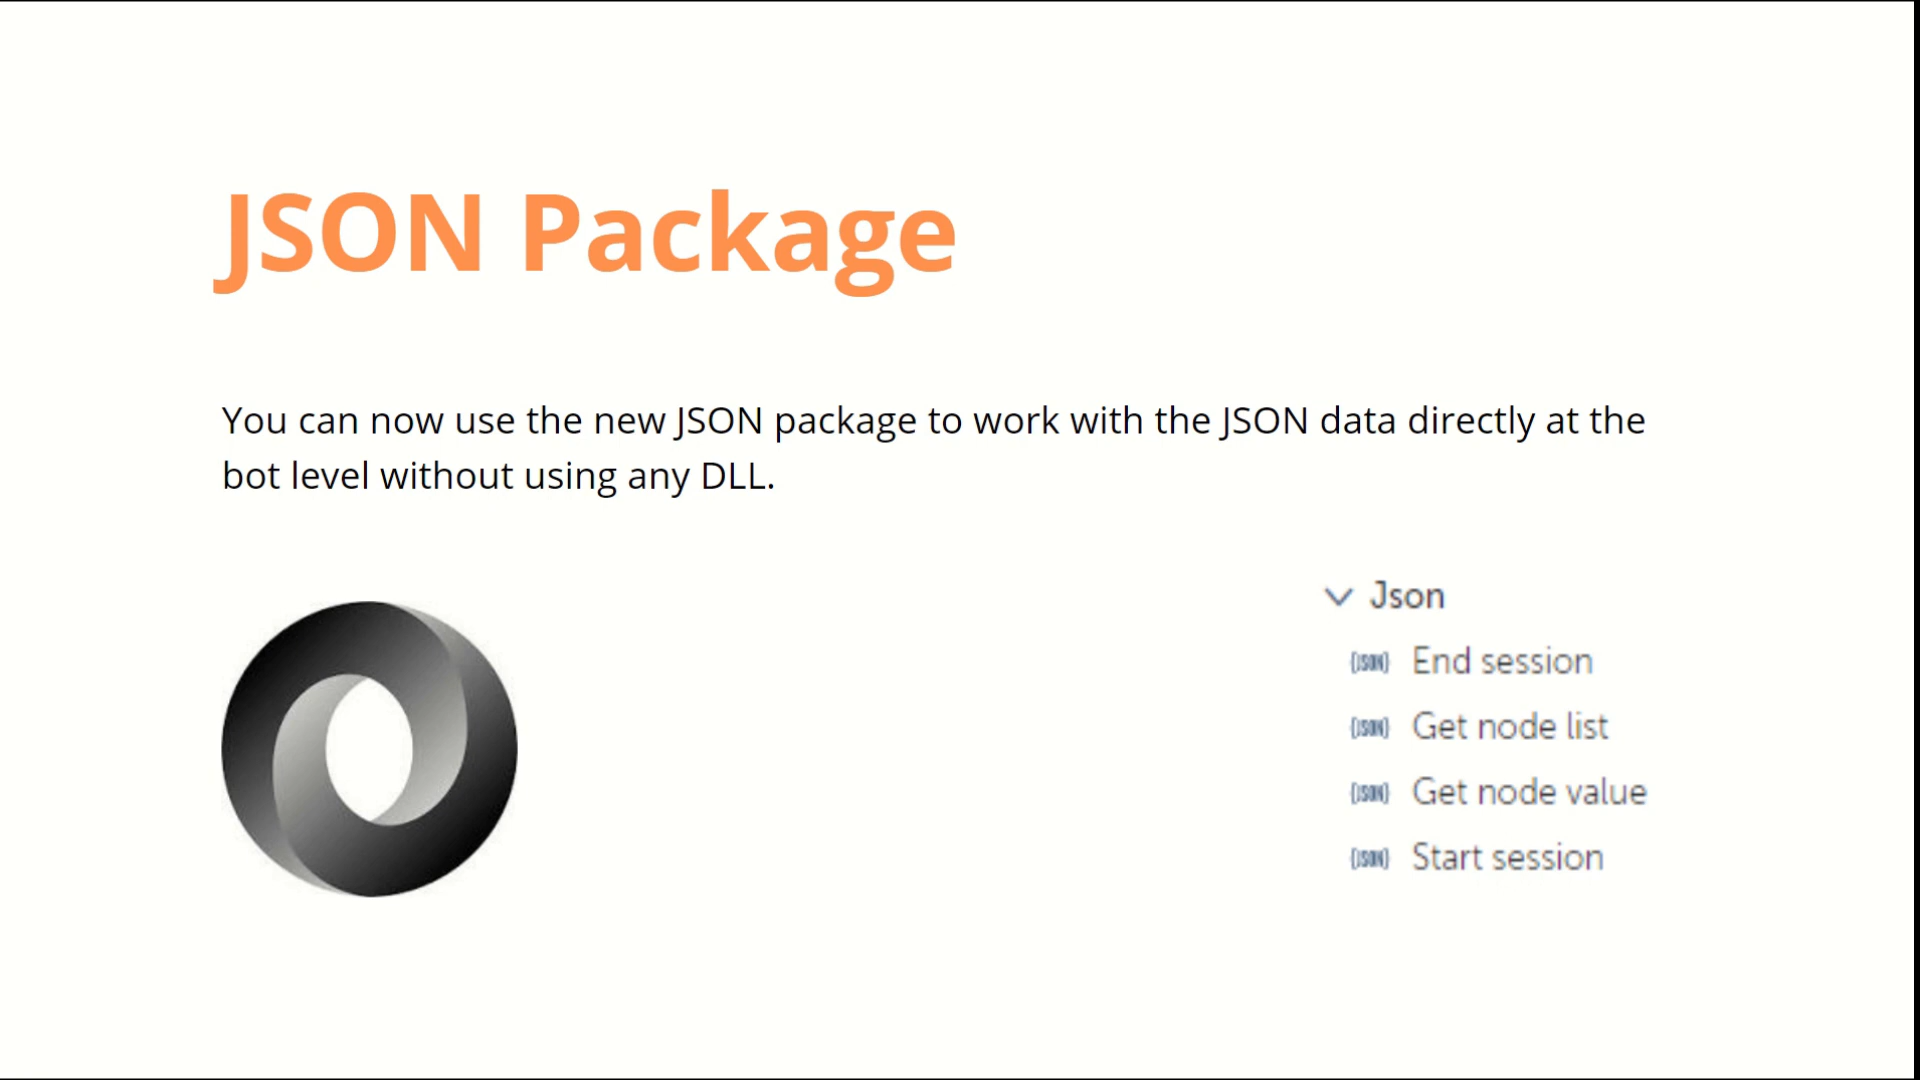 JSON Package
You can now use the new JSON package to work with the JSON data directly at the
bot level without using any DLL.
Json
{JSON} End session
{JSON} Get node list
{JSON} Get node value
{JSON} Start session